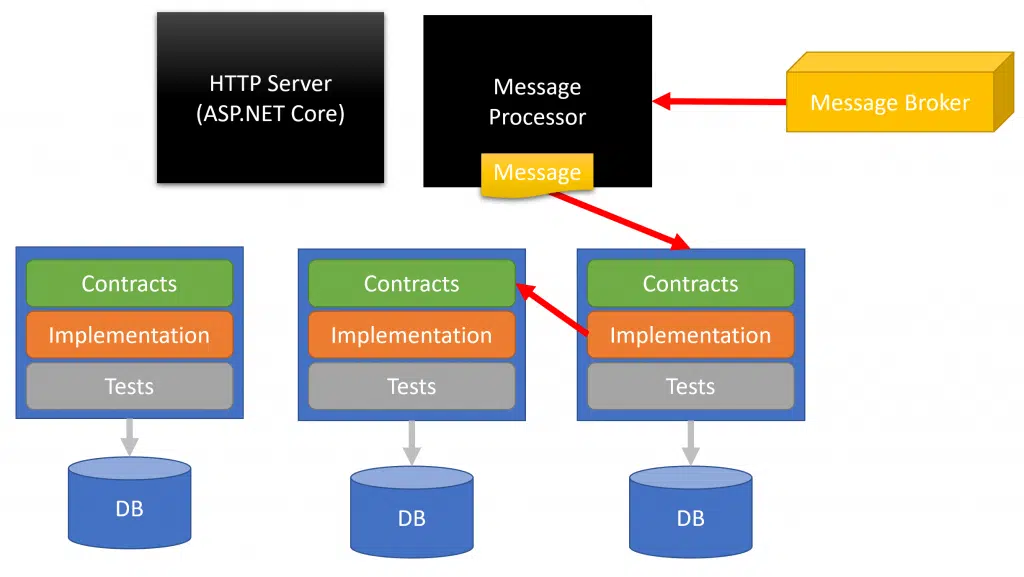 HTTP Server
(ASP.NET Core)
Message
Processor
Message Broker
Message
Contracts
Implementation
Tests
Contracts
Implementation
Tests
Contracts
Implementation
Tests
DB
DB
DB